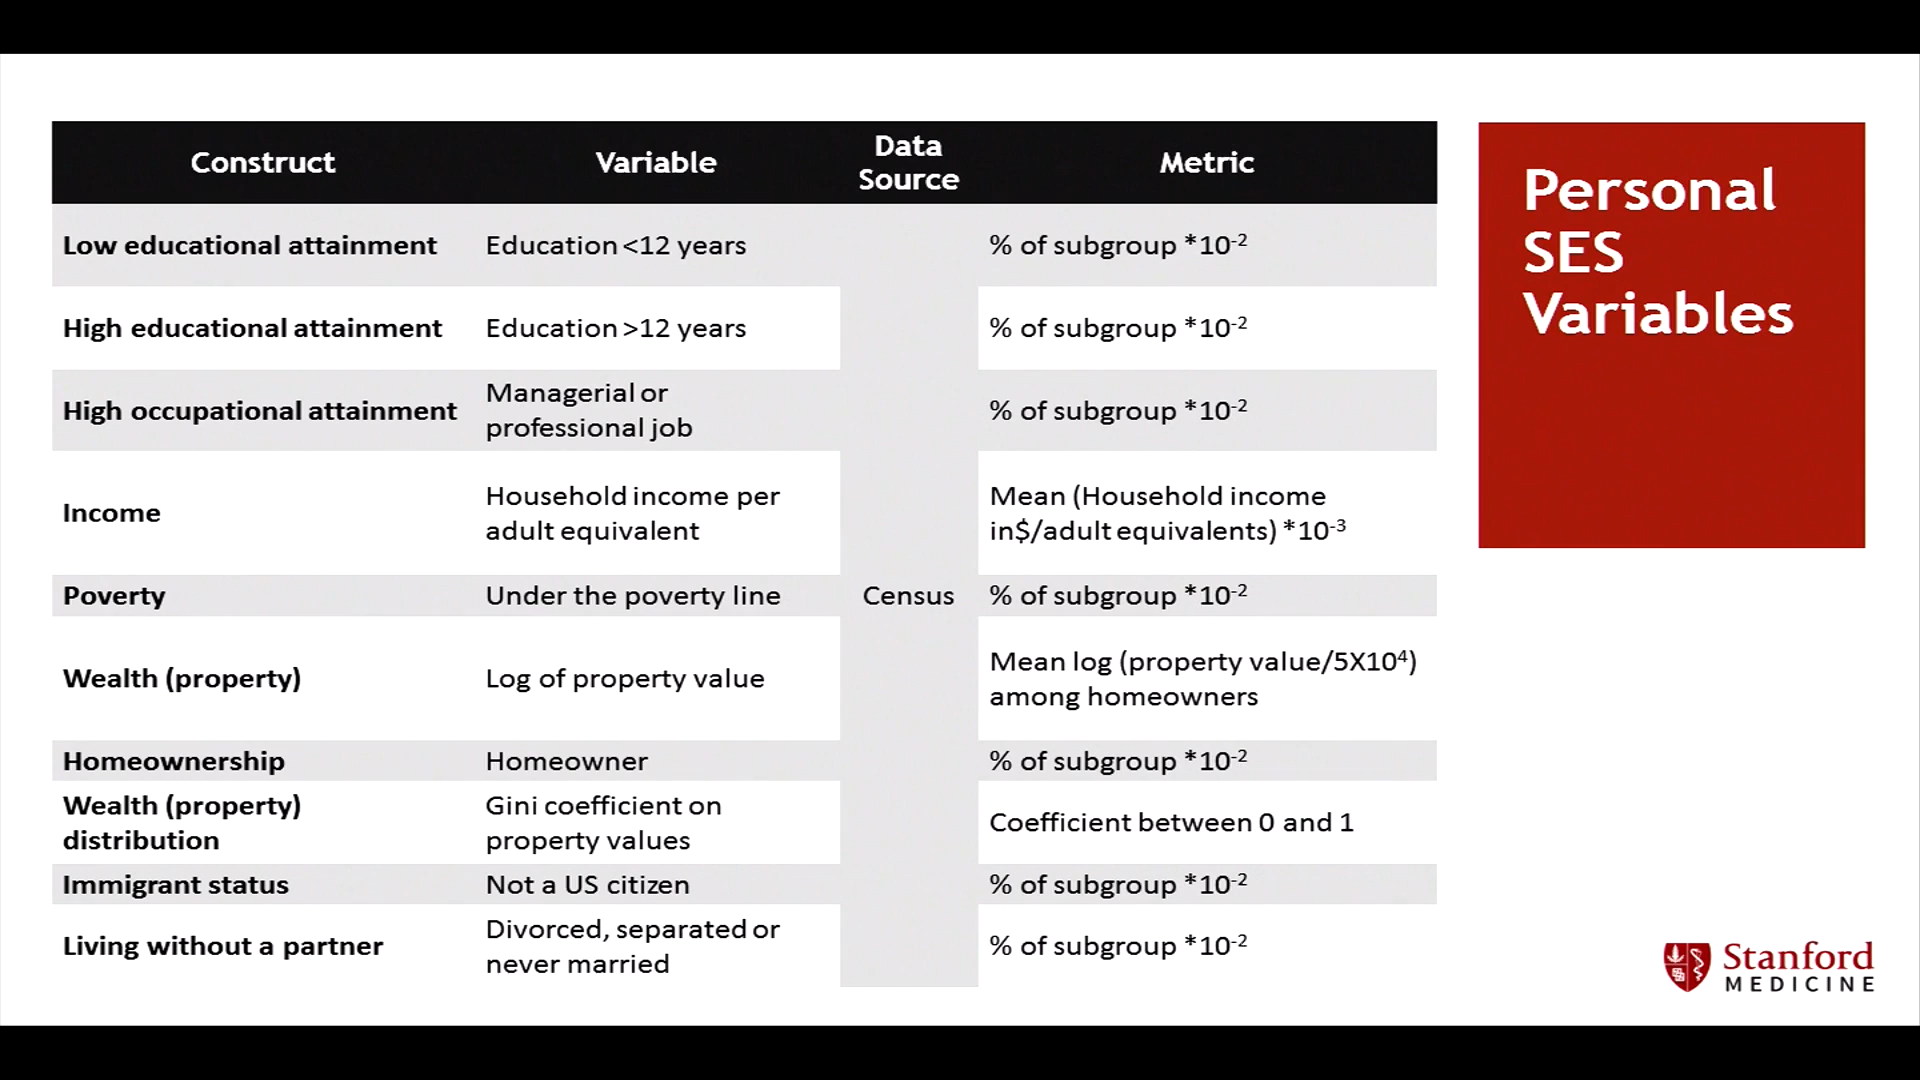 Construct Variable Data Source Metric
Low educational attainment Education <12 years % of subgroup *10-2
High educational attainment Education >12 years % of subgroup *10-2
High occupational attainment Managerial or professional job % of subgroup *10-2
Income Household income per adult equivalent Mean (Household income in$/adult equivalents) *10-3
Poverty Under the poverty line Census % of subgroup *10-2
Wealth (property) Log of property value Mean log (property value/5X10⁴) among homeowners
Homeownership Homeowner % of subgroup *10-2
Wealth (property) distribution Gini coefficient on property values Coefficient between 0 and 1
Immigrant status Not a US citizen % of subgroup *10-2
Living without a partner Divorced, separated or never married % of subgroup *10-2
Personal
SES
Variables
Stanford
MEDICINE